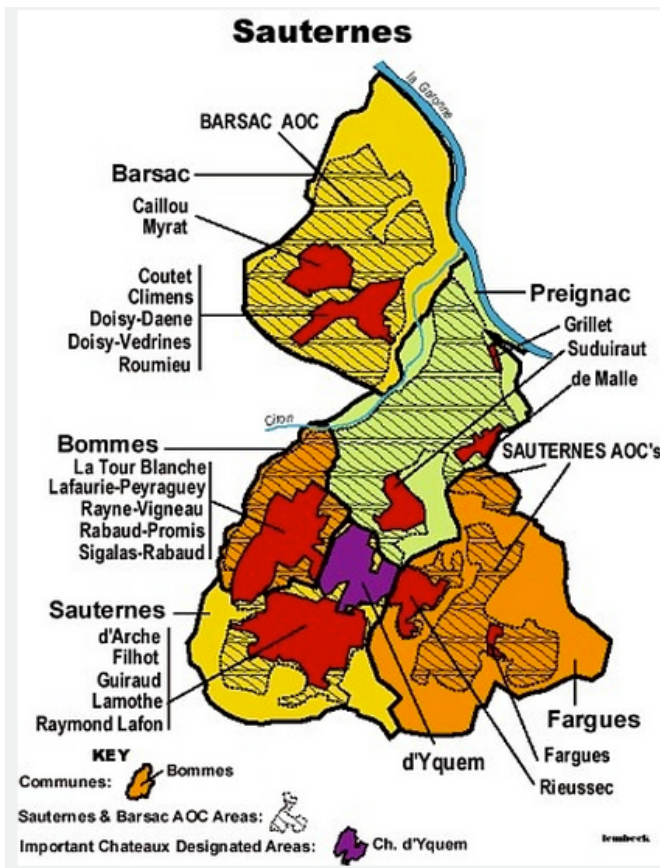 Sauternes
la Garonne
BARSAC AOC
Barsac
Caillou
Myrat
Coutet
Climens
Doisy-Daene
Doisy-Vedrines
Roumieu
Preignac
Grillet
Suduiraut
de Malle
Ciron
Bommes
SAUTERNES AOC's
La Tour Blanche
Lafaurie-Peyraguey
Rayne-Vigneau
Rabaud-Promis
Sigalas-Rabaud
Sauternes
d'Arche
Filhot
Guiraud
Lamothe
Raymond Lafon
Fargues
d'Yquem
Fargues
Rieussec
KEY
Communes:
Bommes
Sauternes & Barsac AOC Areas:
Important Chateaux Designated Areas:
Ch. d'Yquem